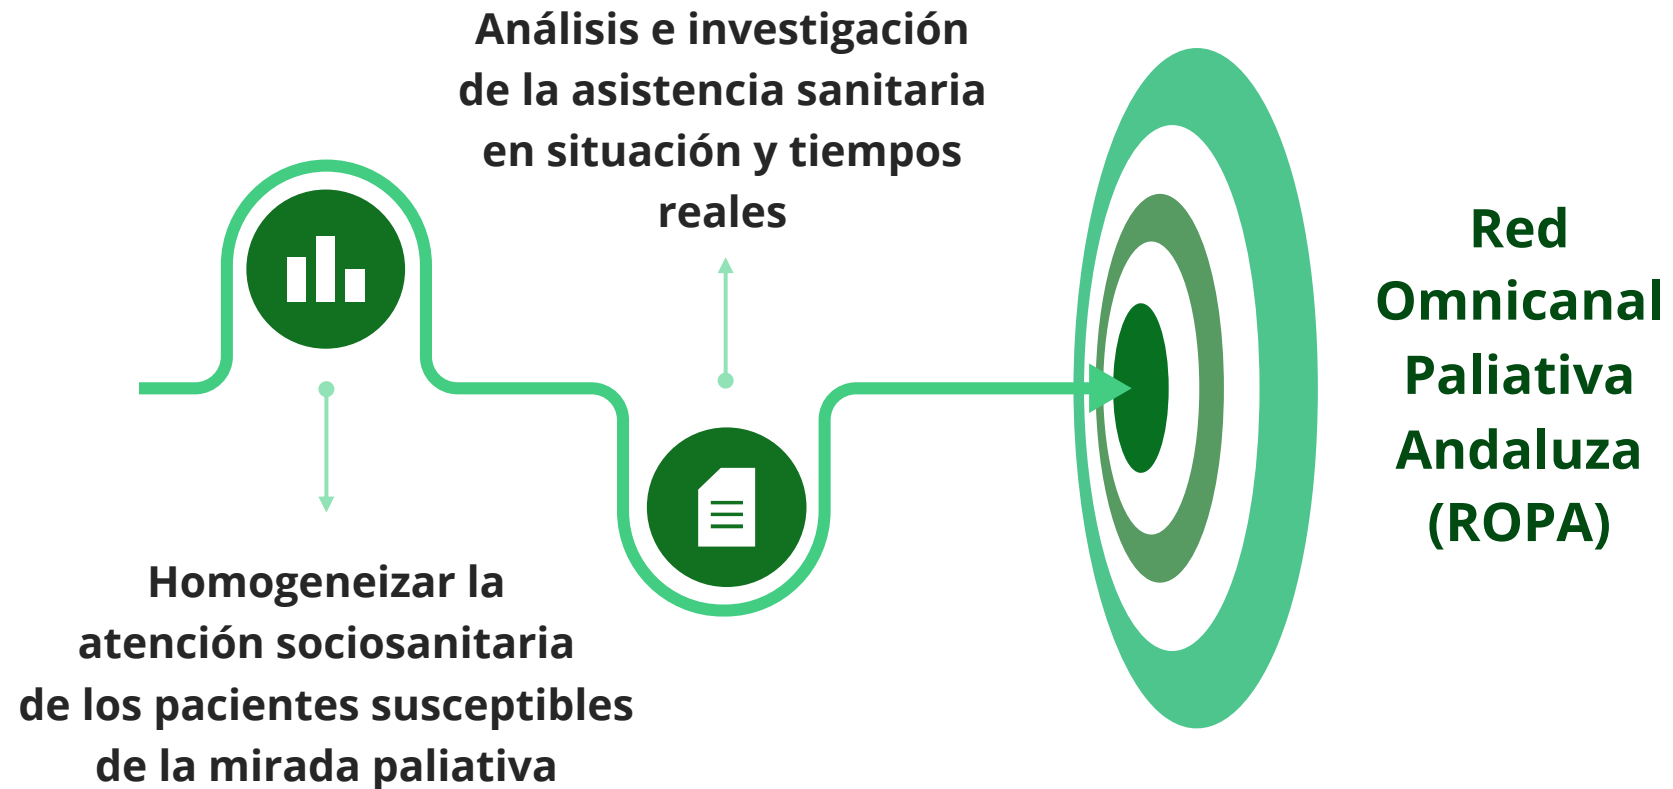 Análisis e investigación
de la asistencia sanitaria
en situación y tiempos
reales
Homogeneizar la
atención sociosanitaria
de los pacientes susceptibles
de la mirada paliativa
Red
Omnicanal
Paliativa
Andaluza
(ROPA)